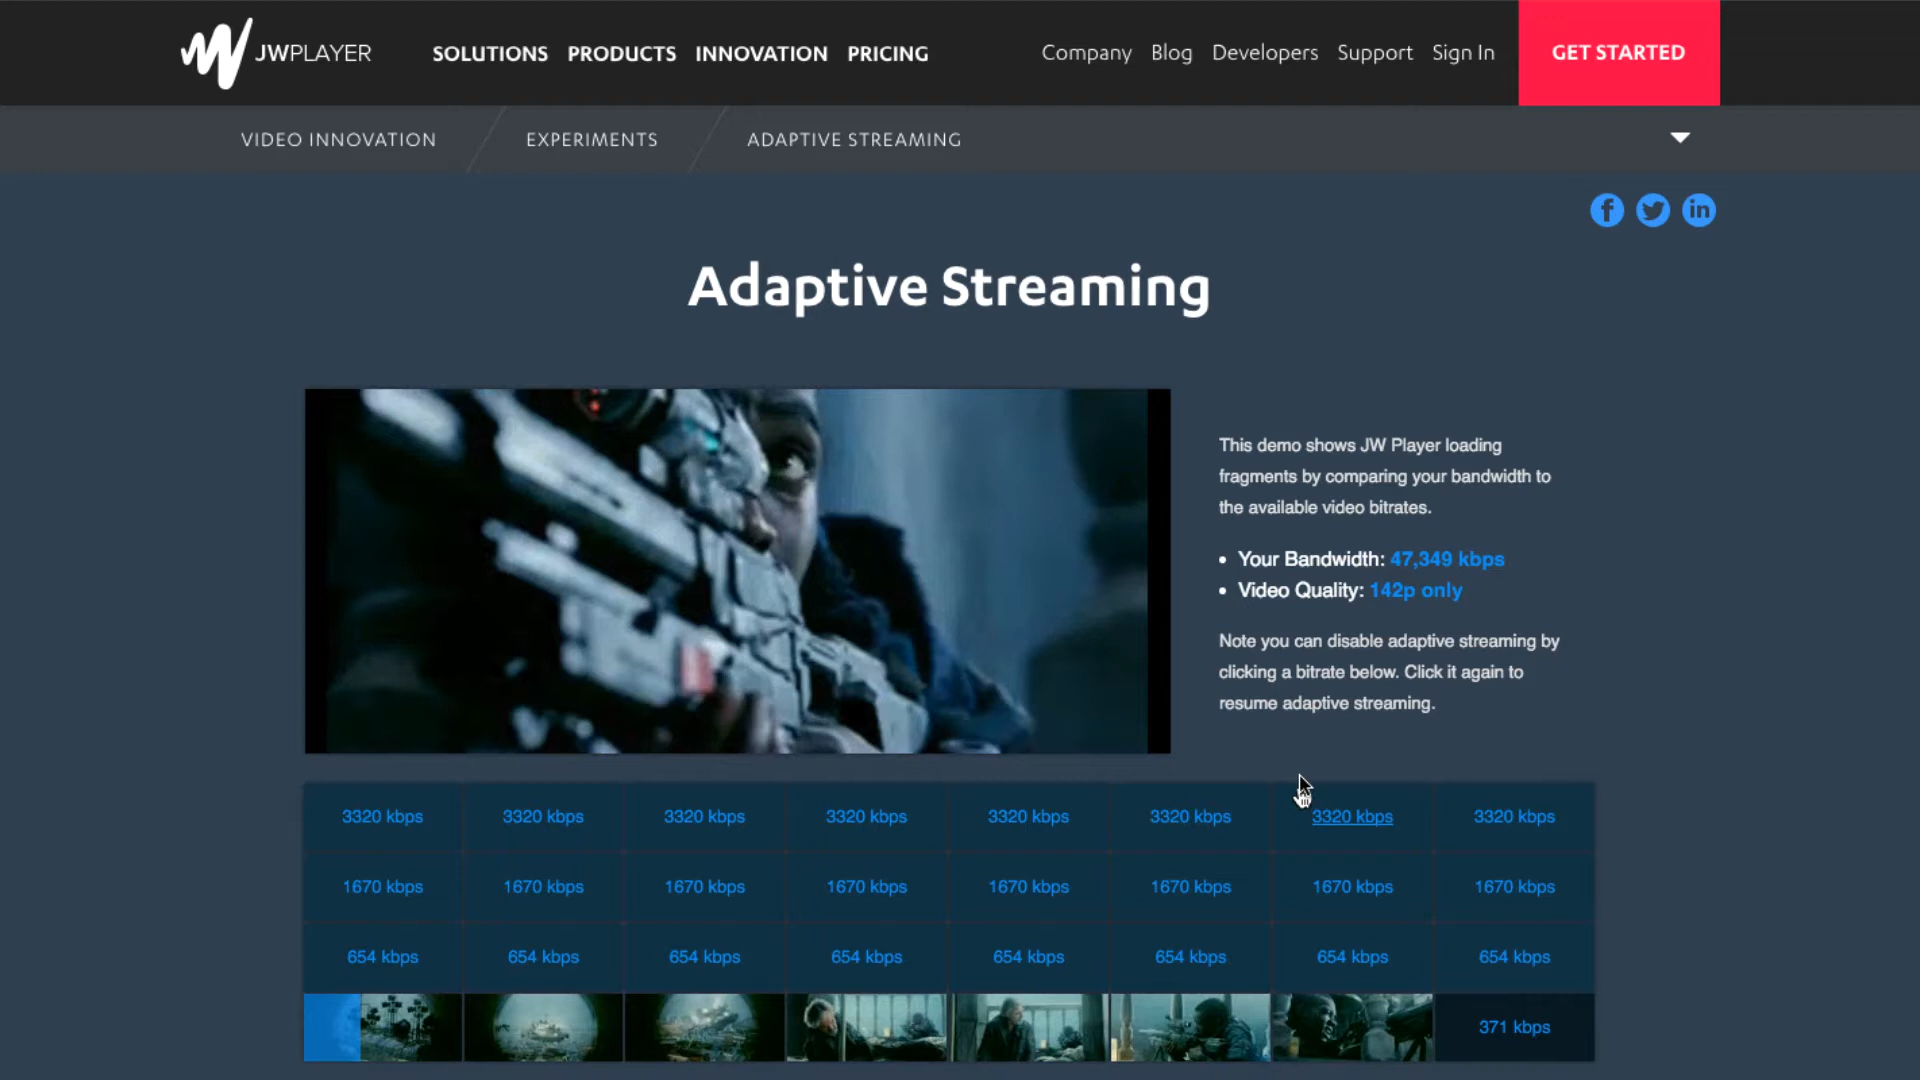 JWPLAYER SOLUTIONS PRODUCTS INNOVATION PRICING Company Blog Developers Support Sign In GET STARTED
VIDEO INNOVATION EXPERIMENTS ADAPTIVE STREAMING
Adaptive Streaming
This demo shows JW Player loading
fragments by comparing your bandwidth to
the available video bitrates.
• Your Bandwidth: 47,349 kbps
• Video Quality: 142p only
Note you can disable adaptive streaming by
clicking a bitrate below. Click it again to
resume adaptive streaming.
3320 kbps 3320 kbps 3320 kbps 3320 kbps 3320 kbps 3320 kbps 3320 kbps 3320 kbps
1670 kbps 1670 kbps 1670 kbps 1670 kbps 1670 kbps 1670 kbps 1670 kbps 1670 kbps
654 kbps 654 kbps 654 kbps 654 kbps 654 kbps 654 kbps 654 kbps 654 kbps
371 kbps